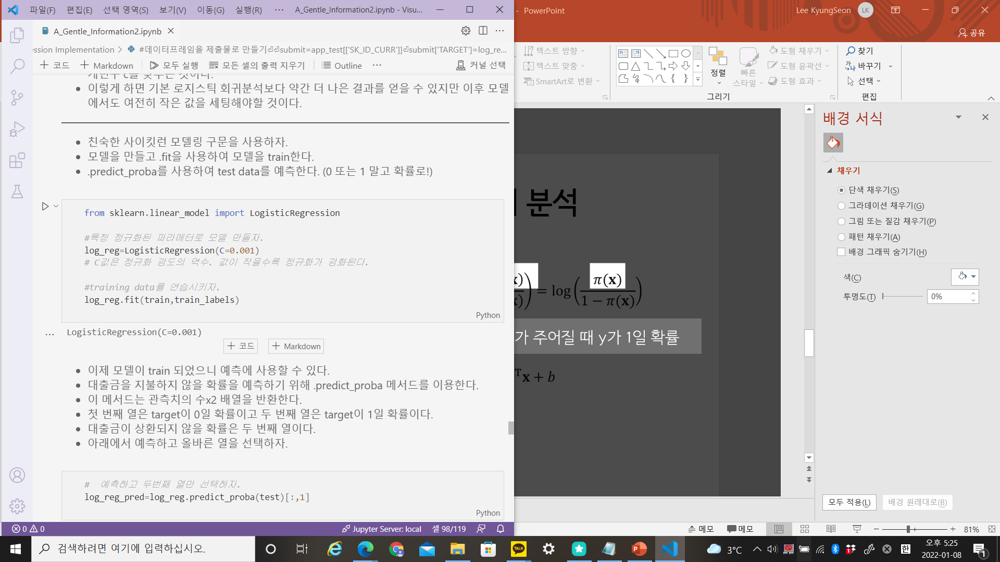 파일(F) 편집(E) 선택 영역(S) 보기(V) 이동(G) 실행(R) ··· A_Gentle_Information2.ipynb - Visu...
A_Gentle_Information2.ipynb
ession Implementation > #데이터프레임을 제출물로 만들기⏎⏎submit=app_test[['SK_ID_CURR']]⏎submit['TARGET']=log_re...
+ 코드 + Markdown 모두 실행 모든 셀의 출력 지우기 Outline ··· 커널 선택
이렇게 하면 기본 로지스틱 회귀분석보다 약간 더 나은 결과를 얻을 수 있지만 이후 모델
에서도 여전히 작은 값을 세팅해야할 것이다.
친숙한 사이킷런 모델링 구문을 사용하자.
모델을 만들고 .fit을 사용하여 모델을 train한다.
.predict_proba를 사용하여 test data를 예측한다. (0 또는 1 말고 확률로!)
from sklearn.linear_model import LogisticRegression
#특정 정규화된 파라메터로 모델 만들자.
log_reg=LogisticRegression(C=0.001)
# C값은 정규화 강도의 역수. 값이 작을수록 정규화가 강화된다.
#training data를 연습시키자.
log_reg.fit(train,train_labels)
Python
... LogisticRegression(C=0.001)
+ 코드 + Markdown
이제 모델이 train 되었으니 예측에 사용할 수 있다.
대출금을 지불하지 않을 확률을 예측하기 위해 .predict_proba 메서드를 이용한다.
이 메서드는 관측치의 수x2 배열을 반환한다.
첫 번째 열은 target이 0일 확률이고 두 번째 열은 target이 1일 확률이다.
대출금이 상환되지 않을 확률은 두 번째 열이다.
아래에서 예측하고 올바른 열을 선택하자.
# 예측하고 두번째 열만 선택하자.
log_reg_pred=log_reg.predict_proba(test)[:,1]
Python
0 0 Jupyter Server: local 셀 98/119
- PowerPoint Lee KyungSeon LK
공유
텍스트 방향
텍스트 맞춤
SmartArt로 변환
정렬
빠른
스타일
도형 채우기
도형 윤곽선
도형 효과
그리기
찾기
바꾸기
선택
편집
분석
x)) = log(π(x) / 1 − π(x))
가 주어질 때 y가 1일 확률
ᵀx + b
배경 서식
채우기
단색 채우기(S)
그라데이션 채우기(G)
그림 또는 질감 채우기(P)
패턴 채우기(A)
배경 그래픽 숨기기(H)
색(C)
투명도(T) 0%
모두 적용(L) 배경 원래대로(B)
메모 메모 81%
검색하려면 여기에 입력하십시오.
TALK
3°C
한
오후 5:25
2022-01-08
1